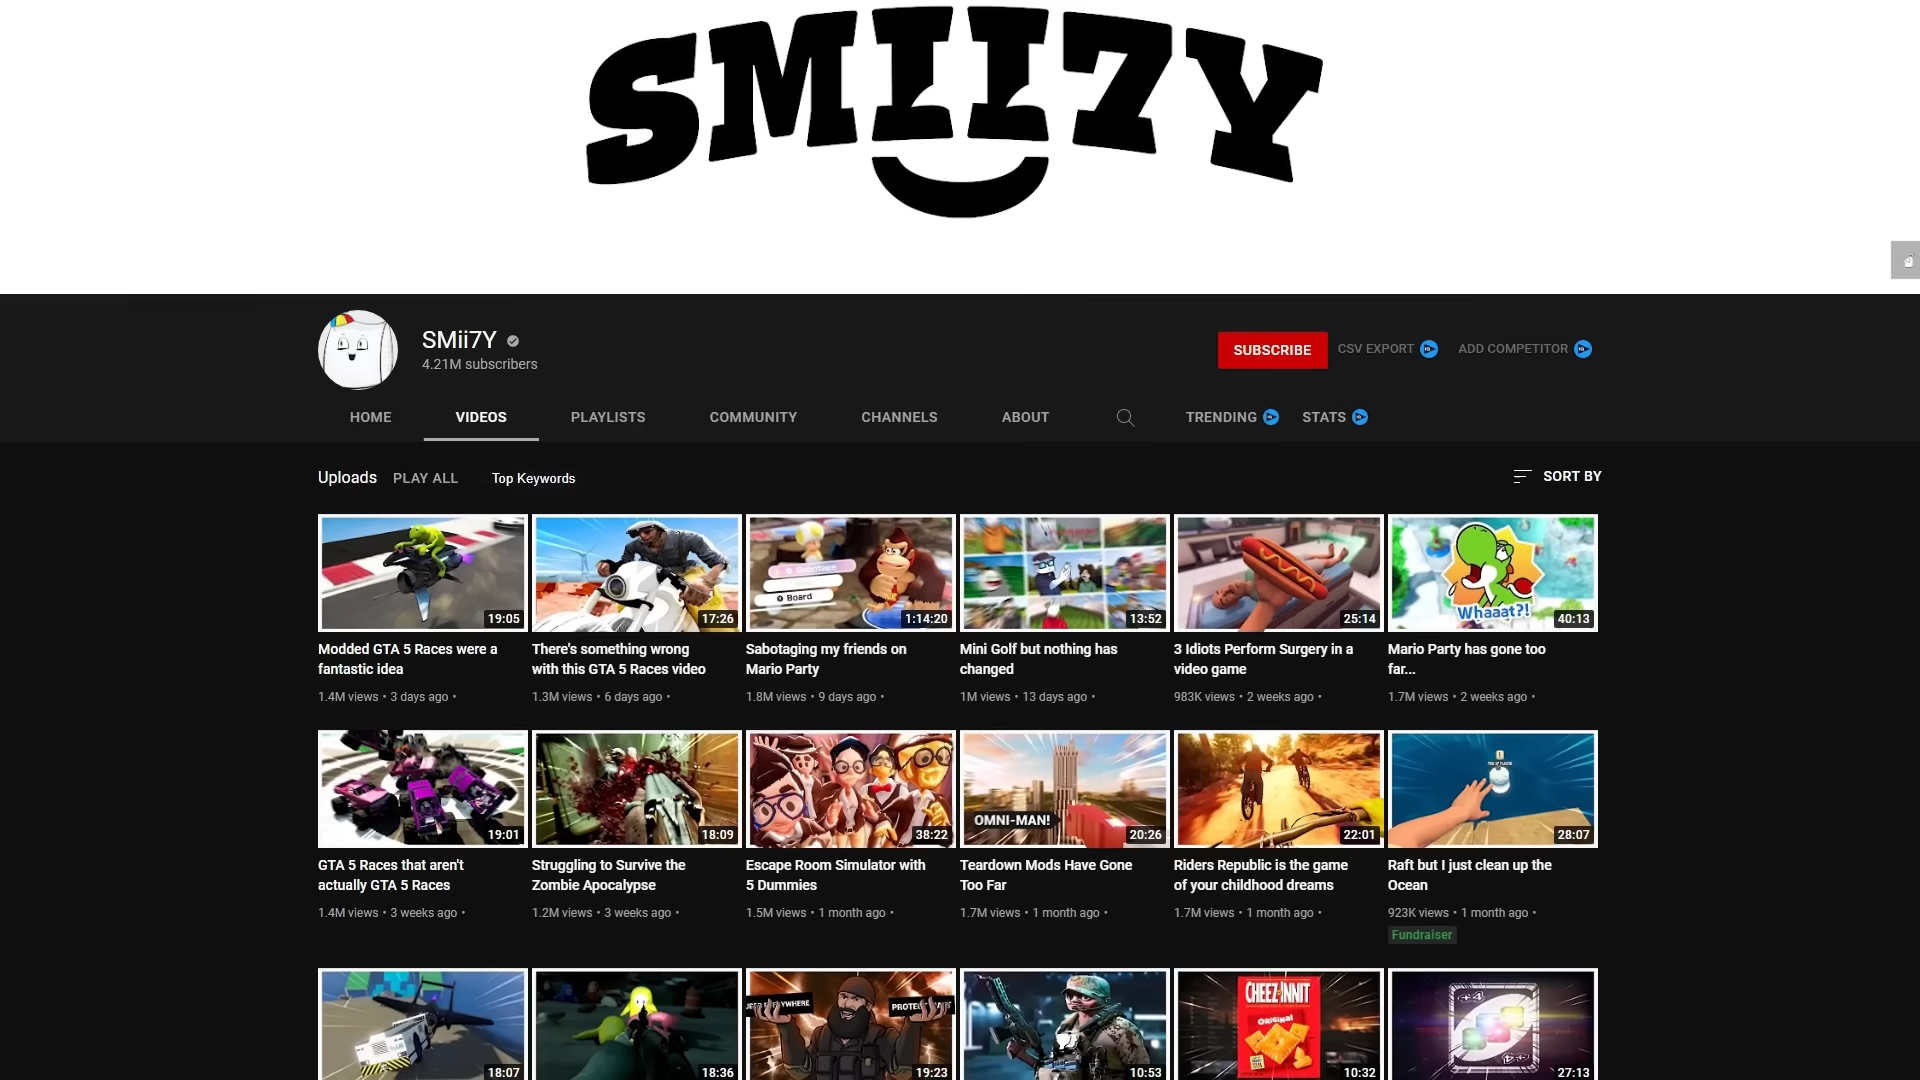 SMII7Y
SMii7Y
4.21M subscribers
SUBSCRIBE
CSV EXPORT
ADD COMPETITOR
HOME
VIDEOS
PLAYLISTS
COMMUNITY
CHANNELS
ABOUT
TRENDING
STATS
Uploads
PLAY ALL
Top Keywords
SORT BY
19:05
17:26
Sabotage
Board
1:14:20
13:52
25:14
Whaaat?!
40:13
Modded GTA 5 Races were a
fantastic idea
1.4M views • 3 days ago •
There's something wrong
with this GTA 5 Races video
1.3M views • 6 days ago •
Sabotaging my friends on
Mario Party
1.8M views • 9 days ago •
Mini Golf but nothing has
changed
1M views • 13 days ago •
3 Idiots Perform Surgery in a
video game
983K views • 2 weeks ago •
Mario Party has gone too
far...
1.7M views • 2 weeks ago •
19:01
18:09
38:22
OMNI-MAN!
20:26
22:01
28:07
GTA 5 Races that aren't
actually GTA 5 Races
1.4M views • 3 weeks ago •
Struggling to Survive the
Zombie Apocalypse
1.2M views • 3 weeks ago •
Escape Room Simulator with
5 Dummies
1.5M views • 1 month ago •
Teardown Mods Have Gone
Too Far
1.7M views • 1 month ago •
Riders Republic is the game
of your childhood dreams
1.7M views • 1 month ago •
Raft but I just clean up the
Ocean
923K views • 1 month ago •
Fundraiser
18:07
18:36
19:23
10:53
CHEEZ-INNIT
ORIGINAL
10:32
+4
+4
27:13